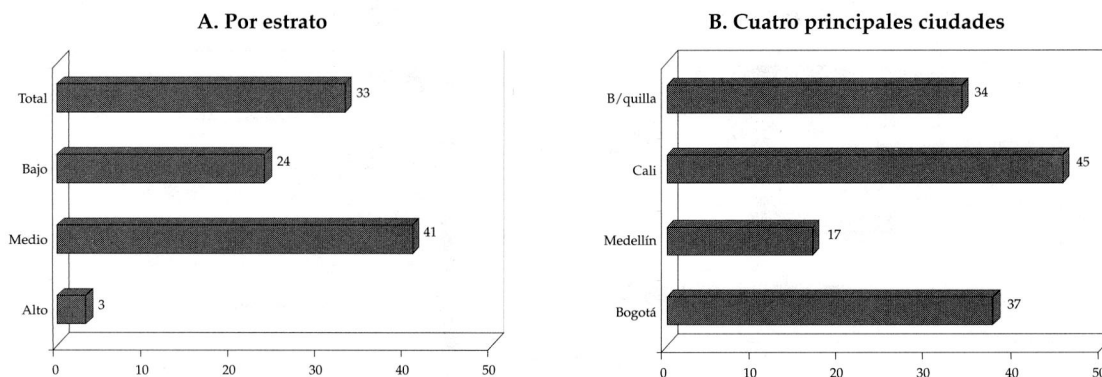 A. Por estrato
Total
33
Bajo
24
Medio
41
Alto
3
0 10 20 30 40 50
B. Cuatro principales ciudades
B/quilla
34
Cali
45
Medellín
17
Bogotá
37
0 10 20 30 40 50